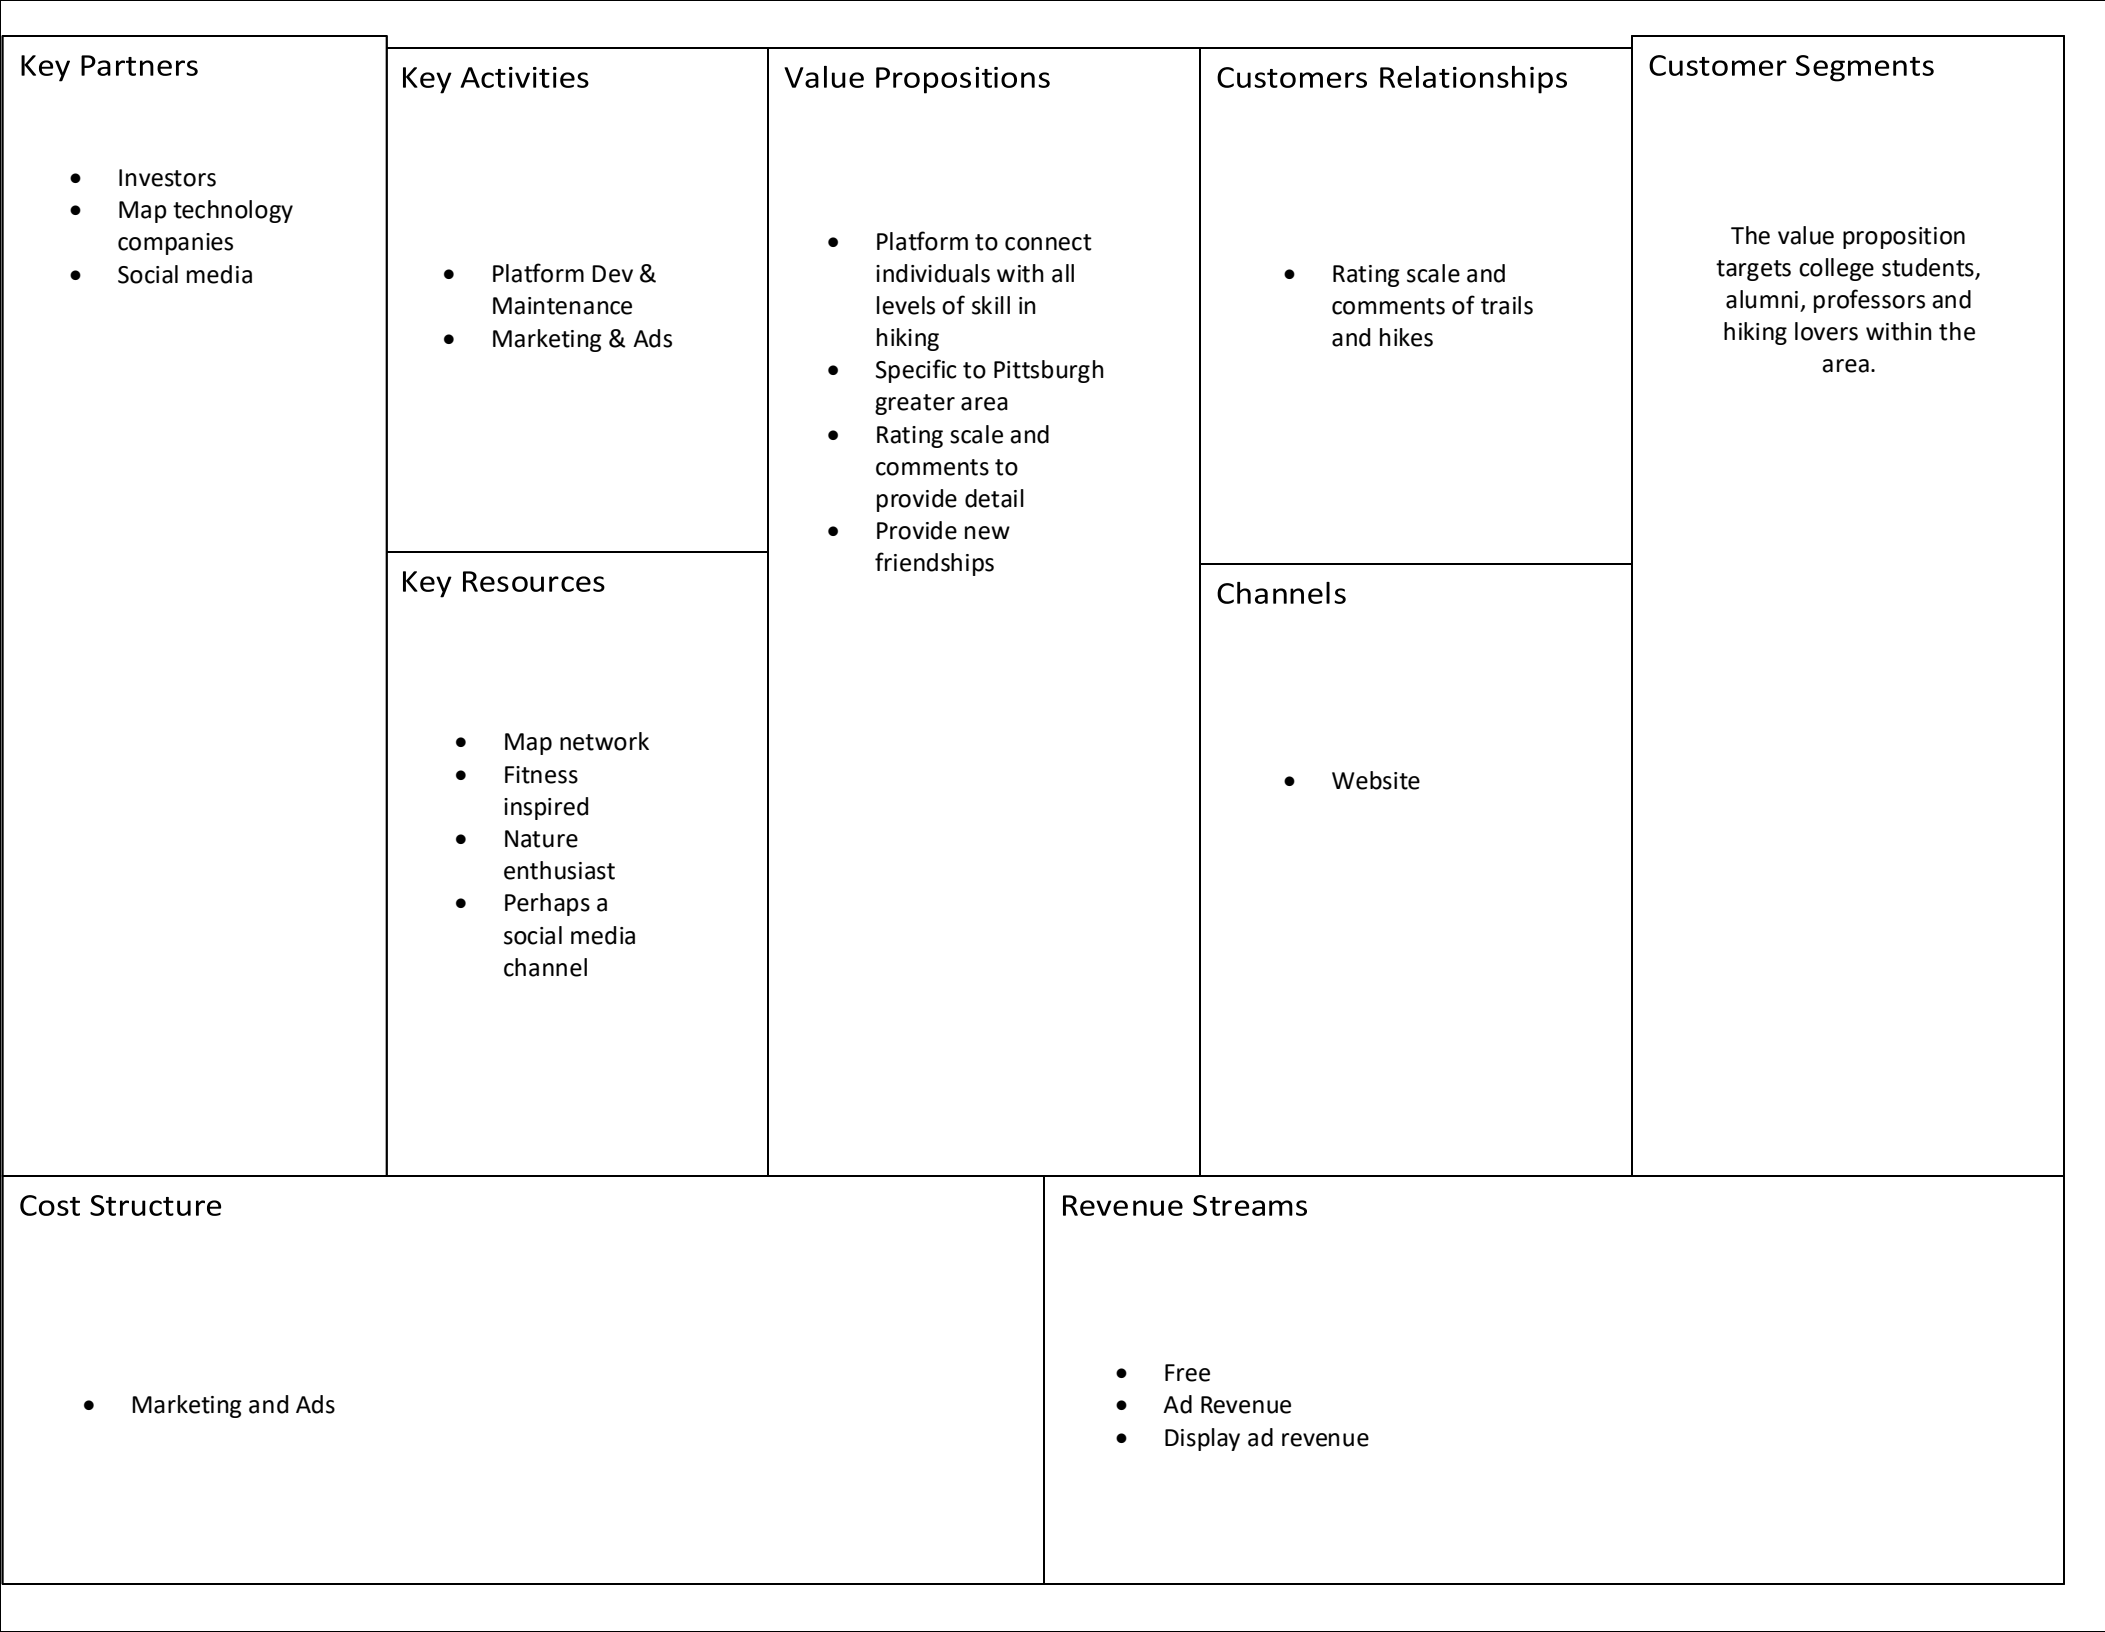 Key Partners
• Investors
• Map technology
companies
• Social media
Key Activities
• Platform Dev &
Maintenance
• Marketing & Ads
Key Resources
• Map network
• Fitness
inspired
• Nature
enthusiast
• Perhaps a
social media
channel
Value Propositions
• Platform to connect
individuals with all
levels of skill in
hiking
• Specific to Pittsburgh
greater area
• Rating scale and
comments to
provide detail
• Provide new
friendships
Customers Relationships
• Rating scale and
comments of trails
and hikes
Channels
• Website
Customer Segments
The value proposition
targets college students,
alumni, professors and
hiking lovers within the
area.
Cost Structure
• Marketing and Ads
Revenue Streams
• Free
• Ad Revenue
• Display ad revenue